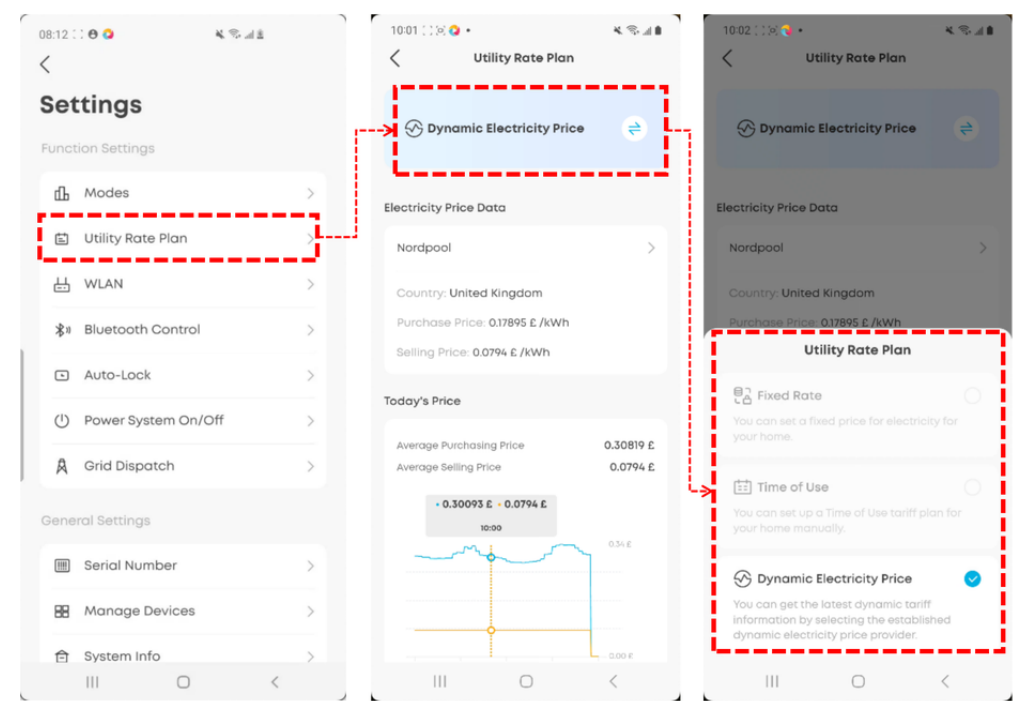 08:12
Settings
Function Settings
Modes
Utility Rate Plan
WLAN
Bluetooth Control
Auto-Lock
Power System On/Off
Grid Dispatch
General Settings
Serial Number
Manage Devices
System Info
10:01
Utility Rate Plan
Dynamic Electricity Price
Electricity Price Data
Nordpool
Country: United Kingdom
Purchase Price: 0.17895 £ /kWh
Selling Price: 0.0794 £ /kWh
Today's Price
Average Purchasing Price 0.30819 £
Average Selling Price 0.0794 £
0.30093 £ 0.0794 £
10:00
0.34 £
0.00 £
10:02
Utility Rate Plan
Dynamic Electricity Price
Electricity Price Data
Nordpool
Country: United Kingdom
Purchase Price: 0.17895 £ /kWh
Utility Rate Plan
Fixed Rate
You can set a fixed price for electricity for
your home.
Time of Use
You can set up a Time of Use tariff plan for
your home manually.
Dynamic Electricity Price
You can get the latest dynamic tariff
information by selecting the established
dynamic electricity price provider.